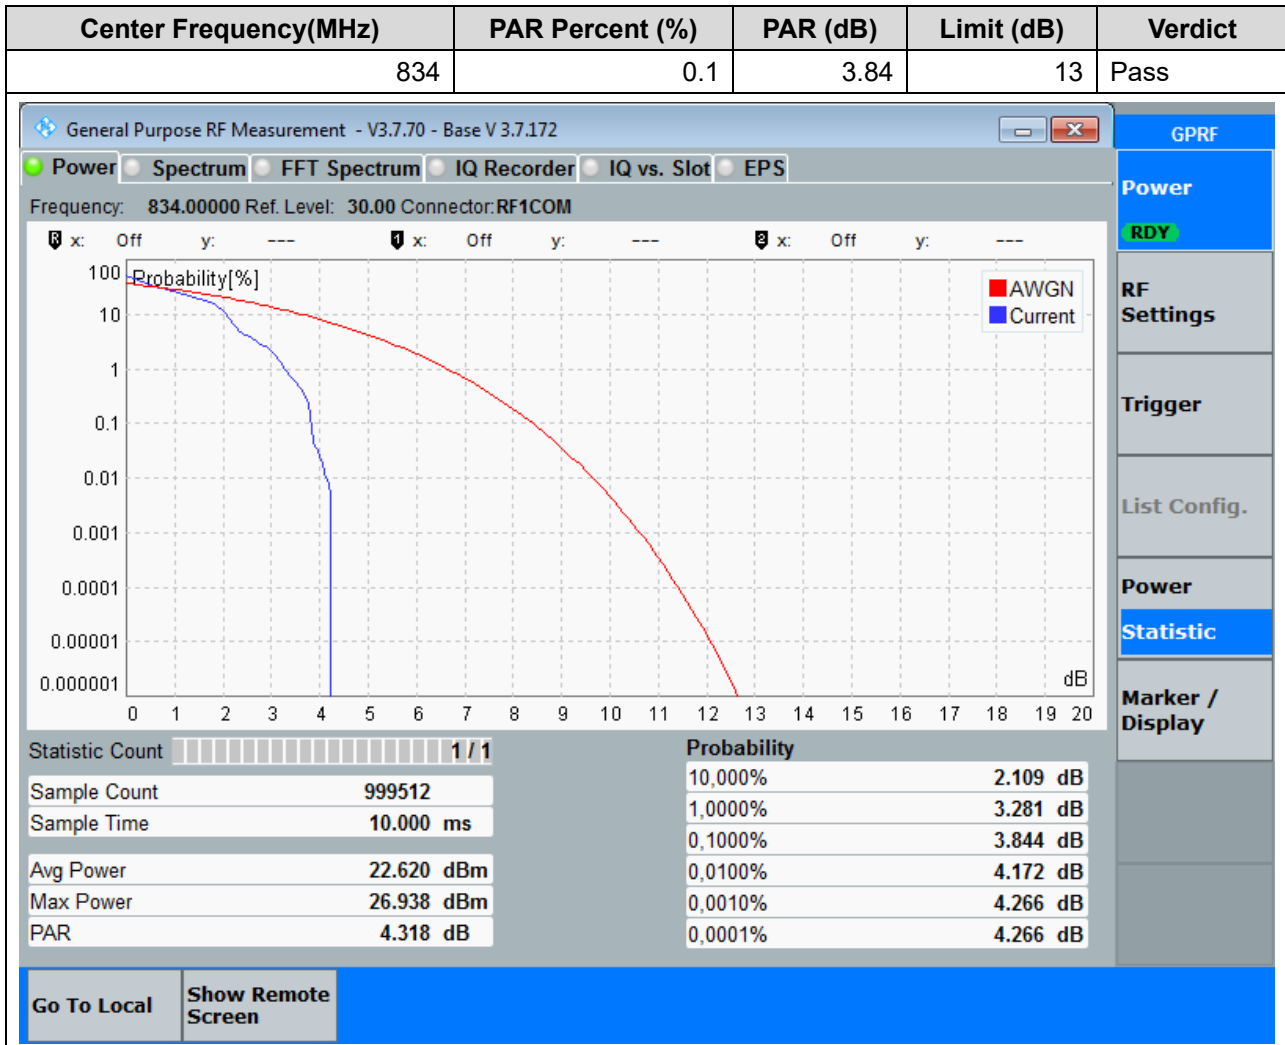 Center Frequency(MHz) PAR Percent (%) PAR (dB) Limit (dB) Verdict
834 0.1 3.84 13 Pass
General Purpose RF Measurement - V3.7.70 - Base V 3.7.172
GPRF
Power Spectrum FFT Spectrum IQ Recorder IQ vs. Slot EPS
Frequency: 834.00000 Ref. Level: 30.00 Connector: RF1COM
R x: Off y: --- 1 x: Off y: --- 2 x: Off y: ---
Probability[%]
AWGN
Current
100
10
1
0.1
0.01
0.001
0.0001
0.00001
0.000001
dB
0 1 2 3 4 5 6 7 8 9 10 11 12 13 14 15 16 17 18 19 20
Statistic Count 1 / 1
Sample Count 999512
Sample Time 10.000 ms
Avg Power 22.620 dBm
Max Power 26.938 dBm
PAR 4.318 dB
Probability
10,000% 2.109 dB
1,0000% 3.281 dB
0,1000% 3.844 dB
0,0100% 4.172 dB
0,0010% 4.266 dB
0,0001% 4.266 dB
Power
RDY
RF
Settings
Trigger
List Config.
Power
Statistic
Marker /
Display
Go To Local
Show Remote
Screen